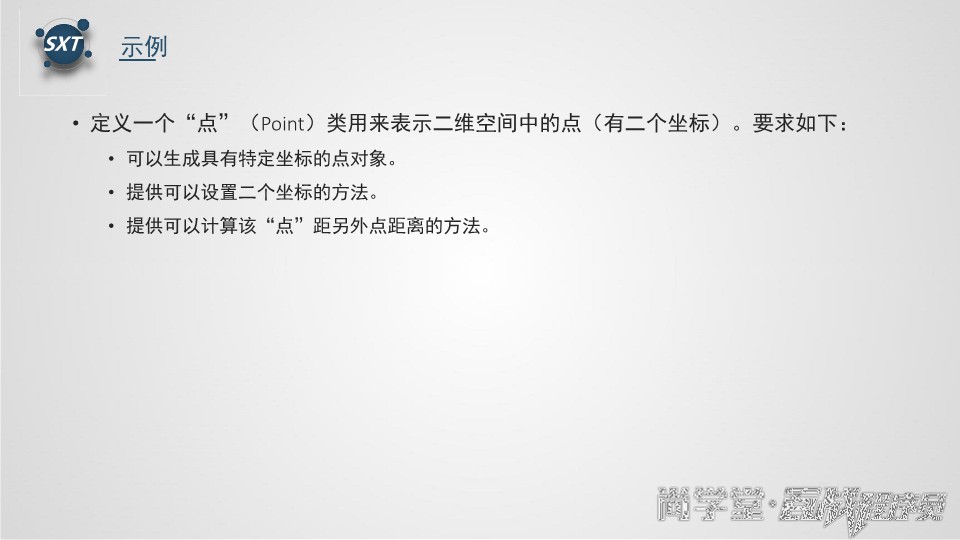 SXT
示例
• 定义一个“点”（Point）类用来表示二维空间中的点（有二个坐标）。要求如下：
• 可以生成具有特定坐标的点对象。
• 提供可以设置二个坐标的方法。
• 提供可以计算该“点”距另外点距离的方法。
尚学堂·